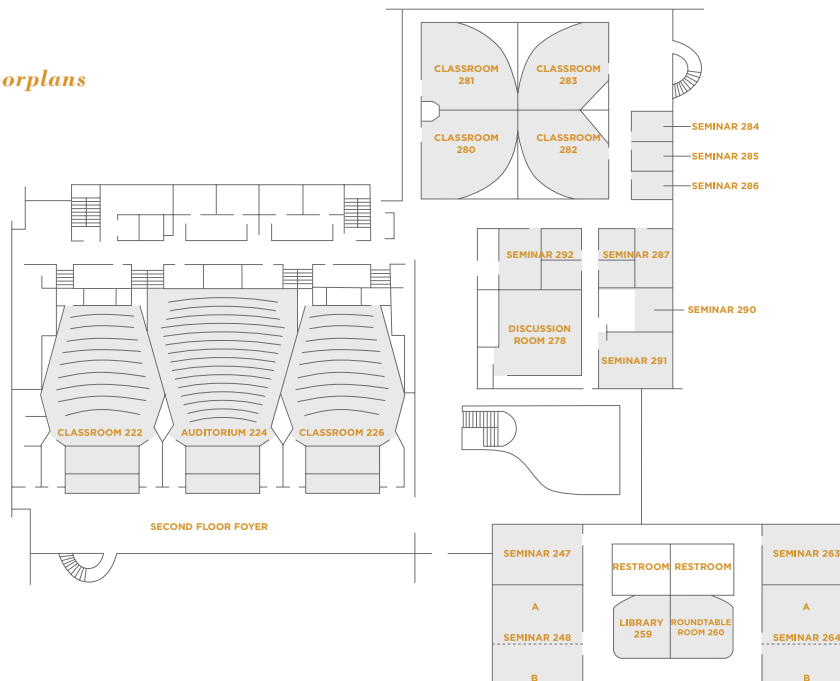 orplans
CLASSROOM
281
CLASSROOM
283
CLASSROOM
280
CLASSROOM
282
SEMINAR 284
SEMINAR 285
SEMINAR 286
SEMINAR 292
SEMINAR 287
SEMINAR 290
DISCUSSION
ROOM 278
SEMINAR 291
CLASSROOM 222
AUDITORIUM 224
CLASSROOM 226
SECOND FLOOR FOYER
SEMINAR 247
RESTROOM
RESTROOM
SEMINAR 263
A
LIBRARY
259
ROUNDTABLE
ROOM 260
A
SEMINAR 248
SEMINAR 264
B
B